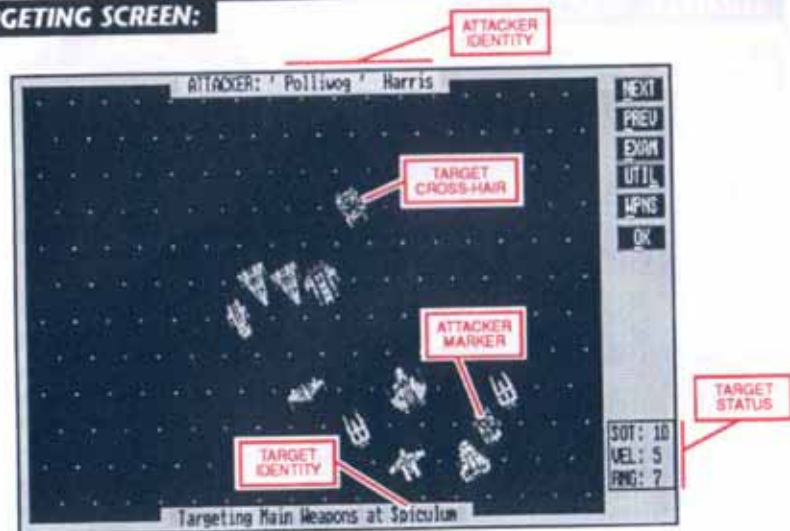 GETING SCREEN:
ATTACKER
IDENTITY
ATTACKER: ' Polliwog ' Harris
NEXT
PREV
EXAM
UTIL
WPNS
OK
TARGET
CROSS-HAIR
ATTACKER
MARKER
TARGET
STATUS
SOT: 10
VEL: 5
RNG: 7
TARGET
IDENTITY
Targeting Main Weapons at Spiculum